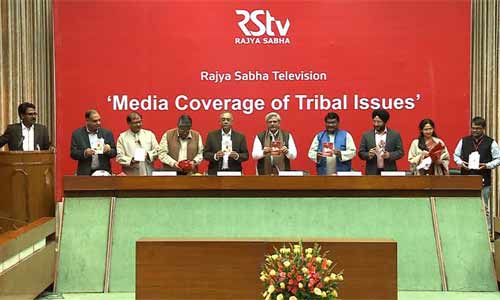 RStv
RAJYA SABHA
Rajya Sabha Television
'Media Coverage of Tribal Issues'